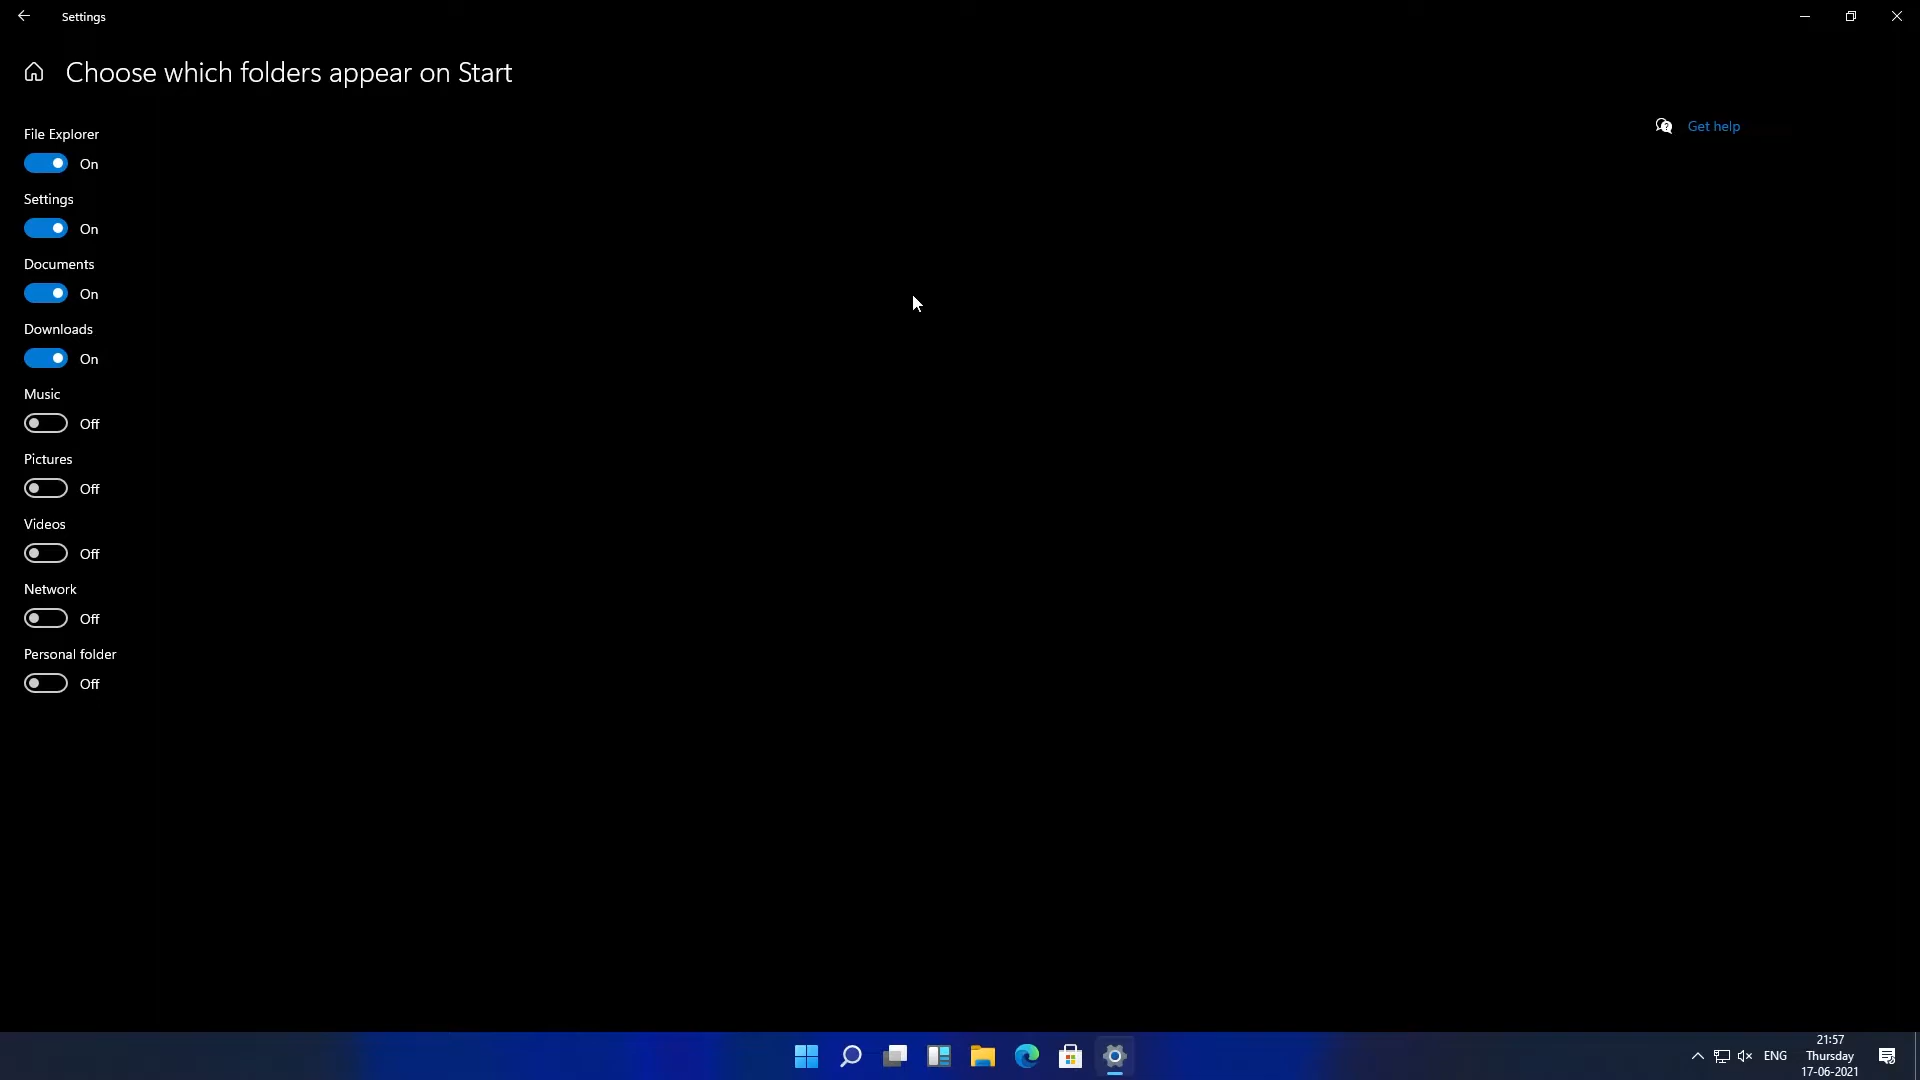 Settings
Choose which folders appear on Start
Get help
File Explorer
On
Settings
On
Documents
On
Downloads
On
Music
Off
Pictures
Off
Videos
Off
Network
Off
Personal folder
Off
ENG
21:57
Thursday
17-06-2021